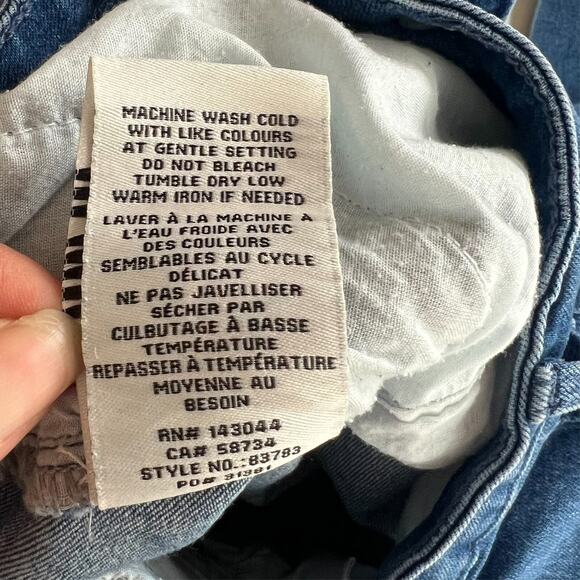 MACHINE WASH COLD
WITH LIKE COLOURS
AT GENTLE SETTING
DO NOT BLEACH
TUMBLE DRY LOW
WARM IRON IF NEEDED
LAVER À LA MACHINE À
L'EAU FROIDE AVEC
DES COULEURS
SEMBLABLES AU CYCLE
DÉLICAT
NE PAS JAVELLISER
SÉCHER PAR
CULBUTAGE À BASSE
TEMPÉRATURE
REPASSER À TEMPÉRATURE
MOYENNE AU
BESOIN
RN# 143044
CA# 58734
STYLE NO.:83783
PO# 31381